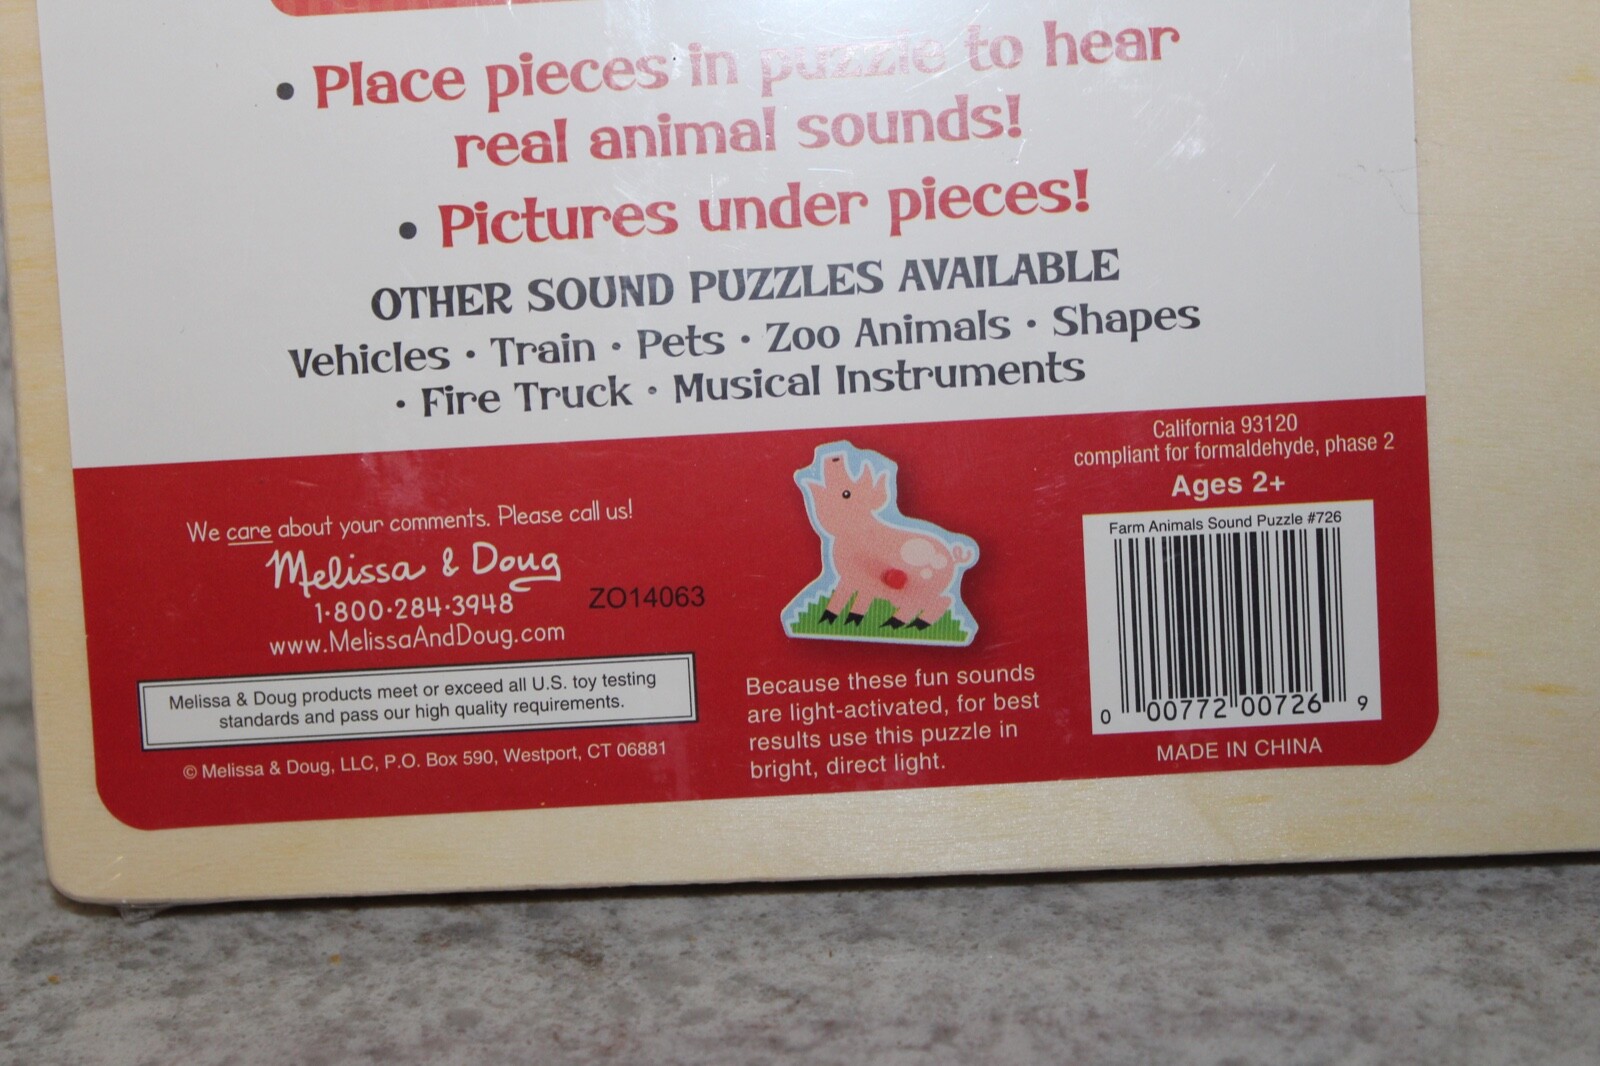 • Place pieces in puzzle to hear
real animal sounds!
• Pictures under pieces!
OTHER SOUND PUZZLES AVAILABLE
Vehicles • Train • Pets • Zoo Animals • Shapes
• Fire Truck • Musical Instruments
We care about your comments. Please call us!
Melissa & Doug
1-800-284-3948
www.MelissaAndDoug.com
ZO14063
Melissa & Doug products meet or exceed all U.S. toy testing
standards and pass our high quality requirements.
© Melissa & Doug, LLC, P.O. Box 590, Westport, CT 06881
Because these fun sounds
are light-activated, for best
results use this puzzle in
bright, direct light.
California 93120
compliant for formaldehyde, phase 2
Ages 2+
Farm Animals Sound Puzzle #726
0 00772 00726 9
MADE IN CHINA